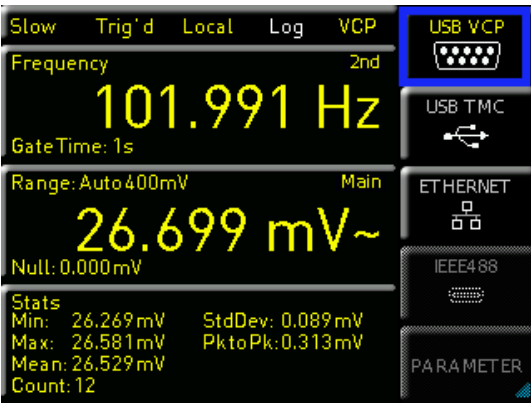 Slow Trig'd Local Log VCP
Frequency 2nd
101.991 Hz
GateTime: 1s
Range: Auto400mV Main
26.699 mV~
Null: 0.000mV
Stats
Min: 26.269mV StdDev: 0.089mV
Max: 26.581mV PktoPk: 0.313mV
Mean: 26.529mV
Count: 12
USB VCP
USB TMC
ETHERNET
IEEE488
PARAMETER